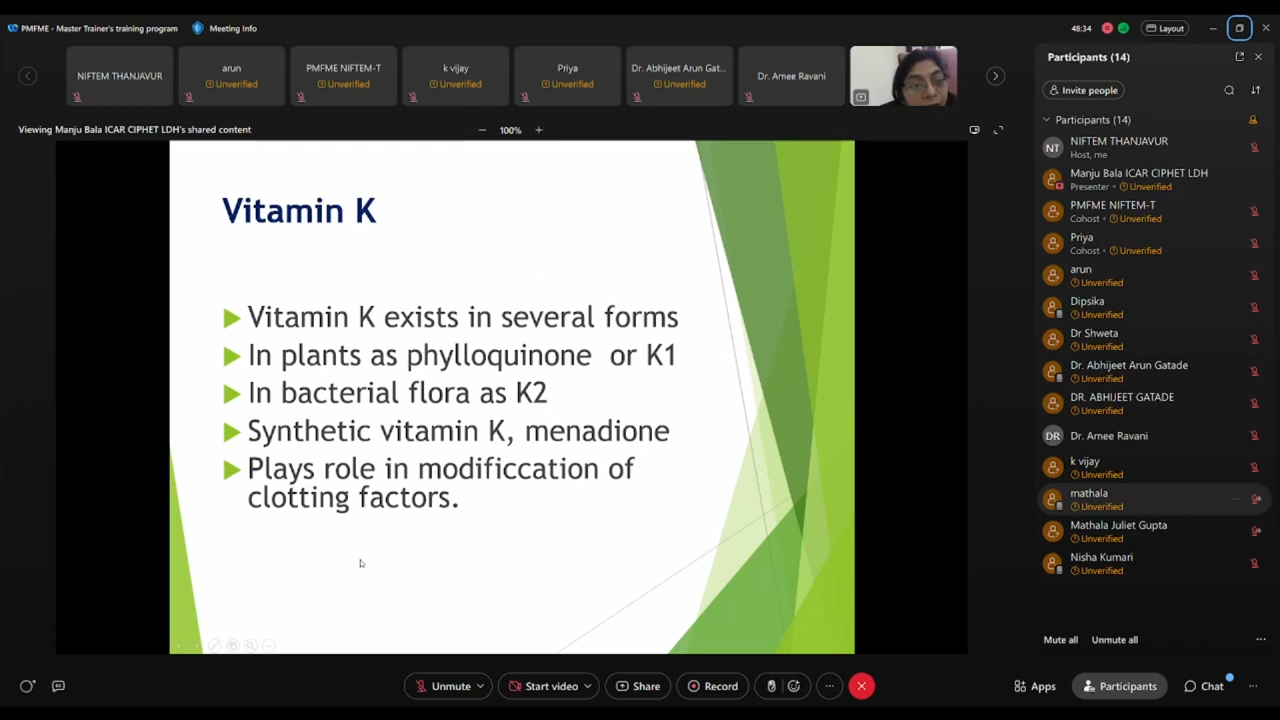 PMFME - Master Trainer's training program
Meeting Info
48:34
Layout
NIFTEM THANJAVUR
arun
Unverified
PMFME NIFTEM-T
Unverified
k vijay
Unverified
Priya
Unverified
Dr. Abhijeet Arun Gat...
Unverified
Dr. Amee Ravani
Viewing Manju Bala ICAR CIPHET LDH's shared content
100%
Vitamin K
Vitamin K exists in several forms
In plants as phylloquinone or K1
In bacterial flora as K2
Synthetic vitamin K, menadione
Plays role in modificcation of
clotting factors.
Participants (14)
Invite people
Participants (14)
NT
NIFTEM THANJAVUR
Host, me
Manju Bala ICAR CIPHET LDH
Presenter • Unverified
PMFME NIFTEM-T
Cohost • Unverified
Priya
Cohost • Unverified
arun
Unverified
Dipsika
Unverified
Dr Shweta
Unverified
Dr. Abhijeet Arun Gatade
Unverified
DR. ABHIJEET GATADE
Unverified
DR
Dr. Amee Ravani
k vijay
Unverified
mathala
Unverified
Mathala Juliet Gupta
Unverified
Nisha Kumari
Unverified
Mute all
Unmute all
Unmute
Start video
Share
Record
Apps
Participants
Chat